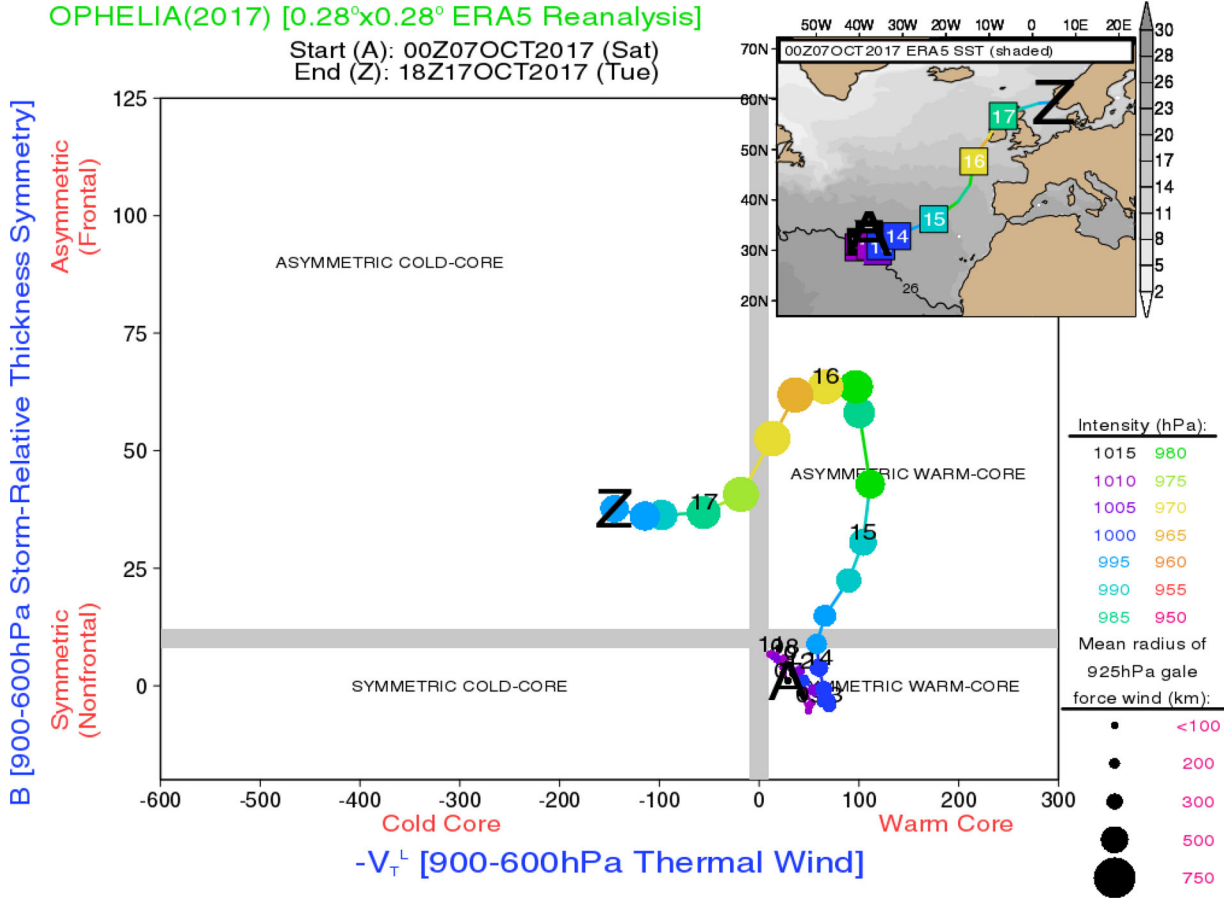 OPHELIA(2017) [0.28°x0.28° ERA5 Reanalysis]
Start (A): 00Z07OCT2017 (Sat)
End (Z): 18Z17OCT2017 (Tue)
B [900-600hPa Storm-Relative Thickness Symmetry]
Asymmetric
(Frontal)
Symmetric
(Nonfrontal)
125
100
75
50
25
0
ASYMMETRIC COLD-CORE
ASYMMETRIC WARM-CORE
SYMMETRIC COLD-CORE
METRIC WARM-CORE
16
15
17
14
Z
A
-600
-500
-400
-300
-200
-100
0
100
200
300
Cold Core
Warm Core
-V_T^L [900-600hPa Thermal Wind]
50W
40W
30W
20W
10W
0
10E
20E
00Z07OCT2017 ERA5 SST (shaded)
70N
60N
50N
40N
30N
20N
17
Z
16
15
14
A
26
30
28
26
23
20
17
14
11
8
5
2
Intensity (hPa):
1015 980
1010 975
1005 970
1000 965
995 960
990 955
985 950
Mean radius of
925hPa gale
force wind (km):
<100
200
300
500
750